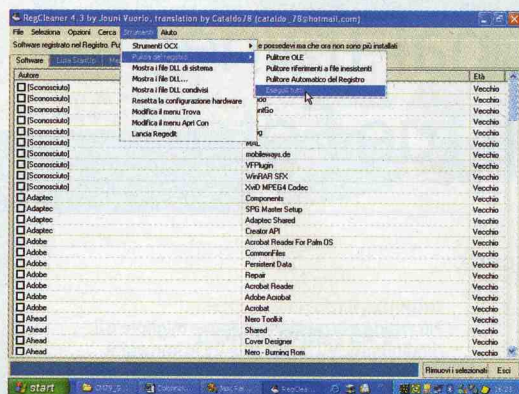 RegCleaner 4.3 by Jouni Vuorio, translation by Cataldo78 (cataldo_78@hotmail.com)
File Seleziona Opzioni Cerca Strumenti Aiuto
Software registrato nel Registro. Pu
e possedevi ma che ora non sono più installati
Strumenti OCX
Mostra i file DLL di sistema
Mostra i file DLL...
Mostra i file DLL condivisi
Resetta la configurazione hardware
Modifica il menu Trova
Modifica il menu Apri Con
Lancia Regedit
Pulitore OLE
Pulitore riferimenti a file inesistenti
Pulitore Automatico del Registro
Esegui tutti
Software Lista StartUp
Autore Età
[Sconosciuto] Vecchio
[Sconosciuto] Vecchio
[Sconosciuto] Vecchio
[Sconosciuto] Vecchio
[Sconosciuto] Vecchio
[Sconosciuto] MAL Vecchio
[Sconosciuto] mobileways.de Vecchio
[Sconosciuto] VFPlugin Vecchio
[Sconosciuto] WinRAR SFX Vecchio
[Sconosciuto] XviD MPEG4 Codec Vecchio
Adaptec Components Vecchio
Adaptec SPG Master Setup Vecchio
Adaptec Shared Vecchio
Adaptec Creator API Vecchio
Adobe Acrobat Reader For Palm OS Vecchio
Adobe CommonFiles Vecchio
Adobe Persistent Data Vecchio
Adobe Repair Vecchio
Adobe Acrobat Reader Vecchio
Adobe Adobe Acrobat Vecchio
Adobe Acrobat Vecchio
Ahead Nero Toolkit Vecchio
Ahead Shared Vecchio
Ahead Cover Designer Vecchio
Ahead Nero - Burning Rom Vecchio
Rimuovi i selezionati Esci
start